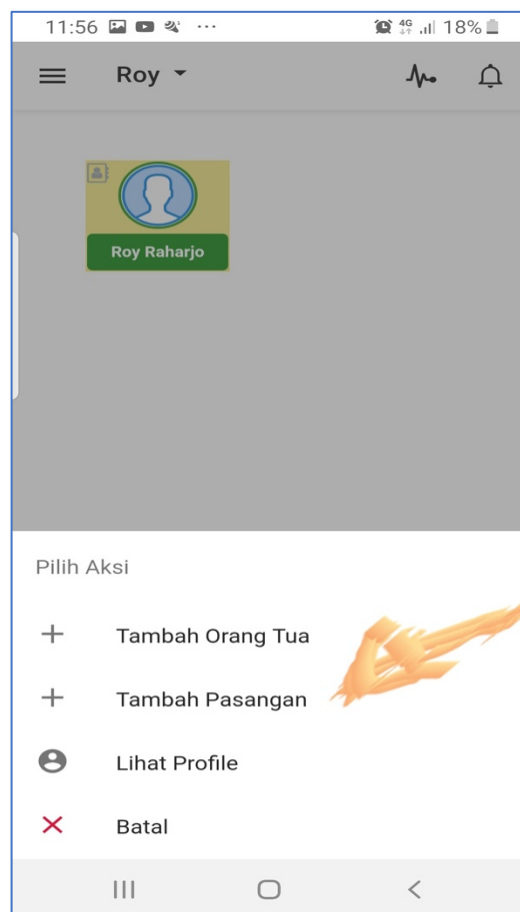 11:56 ... 4G 18%
Roy
Roy Raharjo
Pilih Aksi
Tambah Orang Tua
Tambah Pasangan
Lihat Profile
Batal